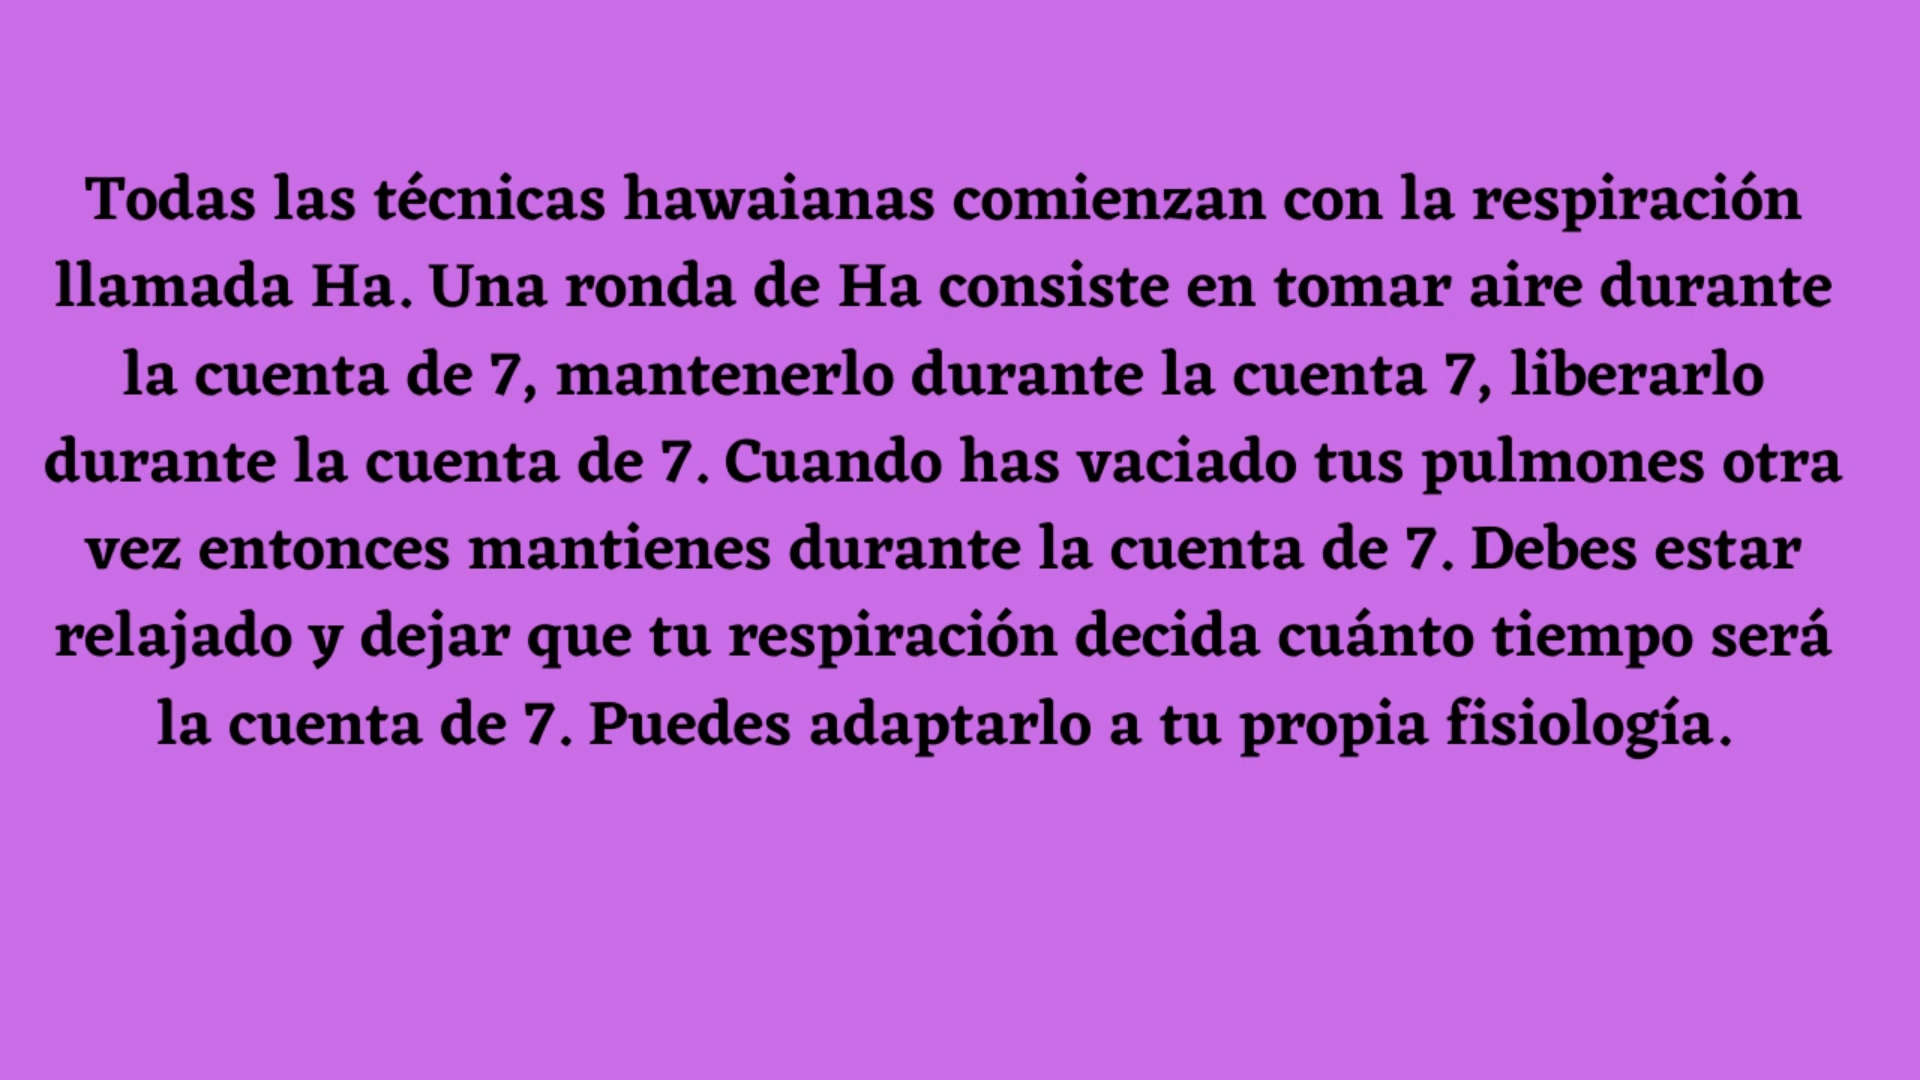 Todas las técnicas hawaianas comienzan con la respiración
llamada Ha. Una ronda de Ha consiste en tomar aire durante
la cuenta de 7, mantenerlo durante la cuenta 7, liberarlo
durante la cuenta de 7. Cuando has vaciado tus pulmones otra
vez entonces mantienes durante la cuenta de 7. Debes estar
relajado y dejar que tu respiración decida cuánto tiempo será
la cuenta de 7. Puedes adaptarlo a tu propia fisiología.